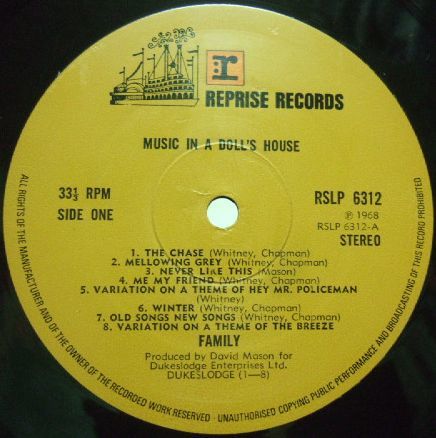 r
REPRISE RECORDS
MUSIC IN A DOLL'S HOUSE
33⅓ RPM
SIDE ONE
RSLP 6312
℗ 1968
RSLP 6312-A
STEREO
1. THE CHASE (Whitney, Chapman)
2. MELLOWING GREY (Whitney, Chapman)
3. NEVER LIKE THIS (Mason)
4. ME MY FRIEND (Whitney, Chapman)
5. VARIATION ON A THEME OF HEY MR. POLICEMAN
(Whitney)
6. WINTER (Whitney, Chapman)
7. OLD SONGS NEW SONGS (Whitney, Chapman)
8. VARIATION ON A THEME OF THE BREEZE
FAMILY
Produced by David Mason for
Dukeslodge Enterprises Ltd.
DUKESLODGE (1—8)
ALL RIGHTS OF THE MANUFACTURER AND OF THE OWNER OF THE RECORDED WORK RESERVED · UNAUTHORISED COPYING PUBLIC PERFORMANCE AND BROADCASTING OF THIS RECORD PROHIBITED